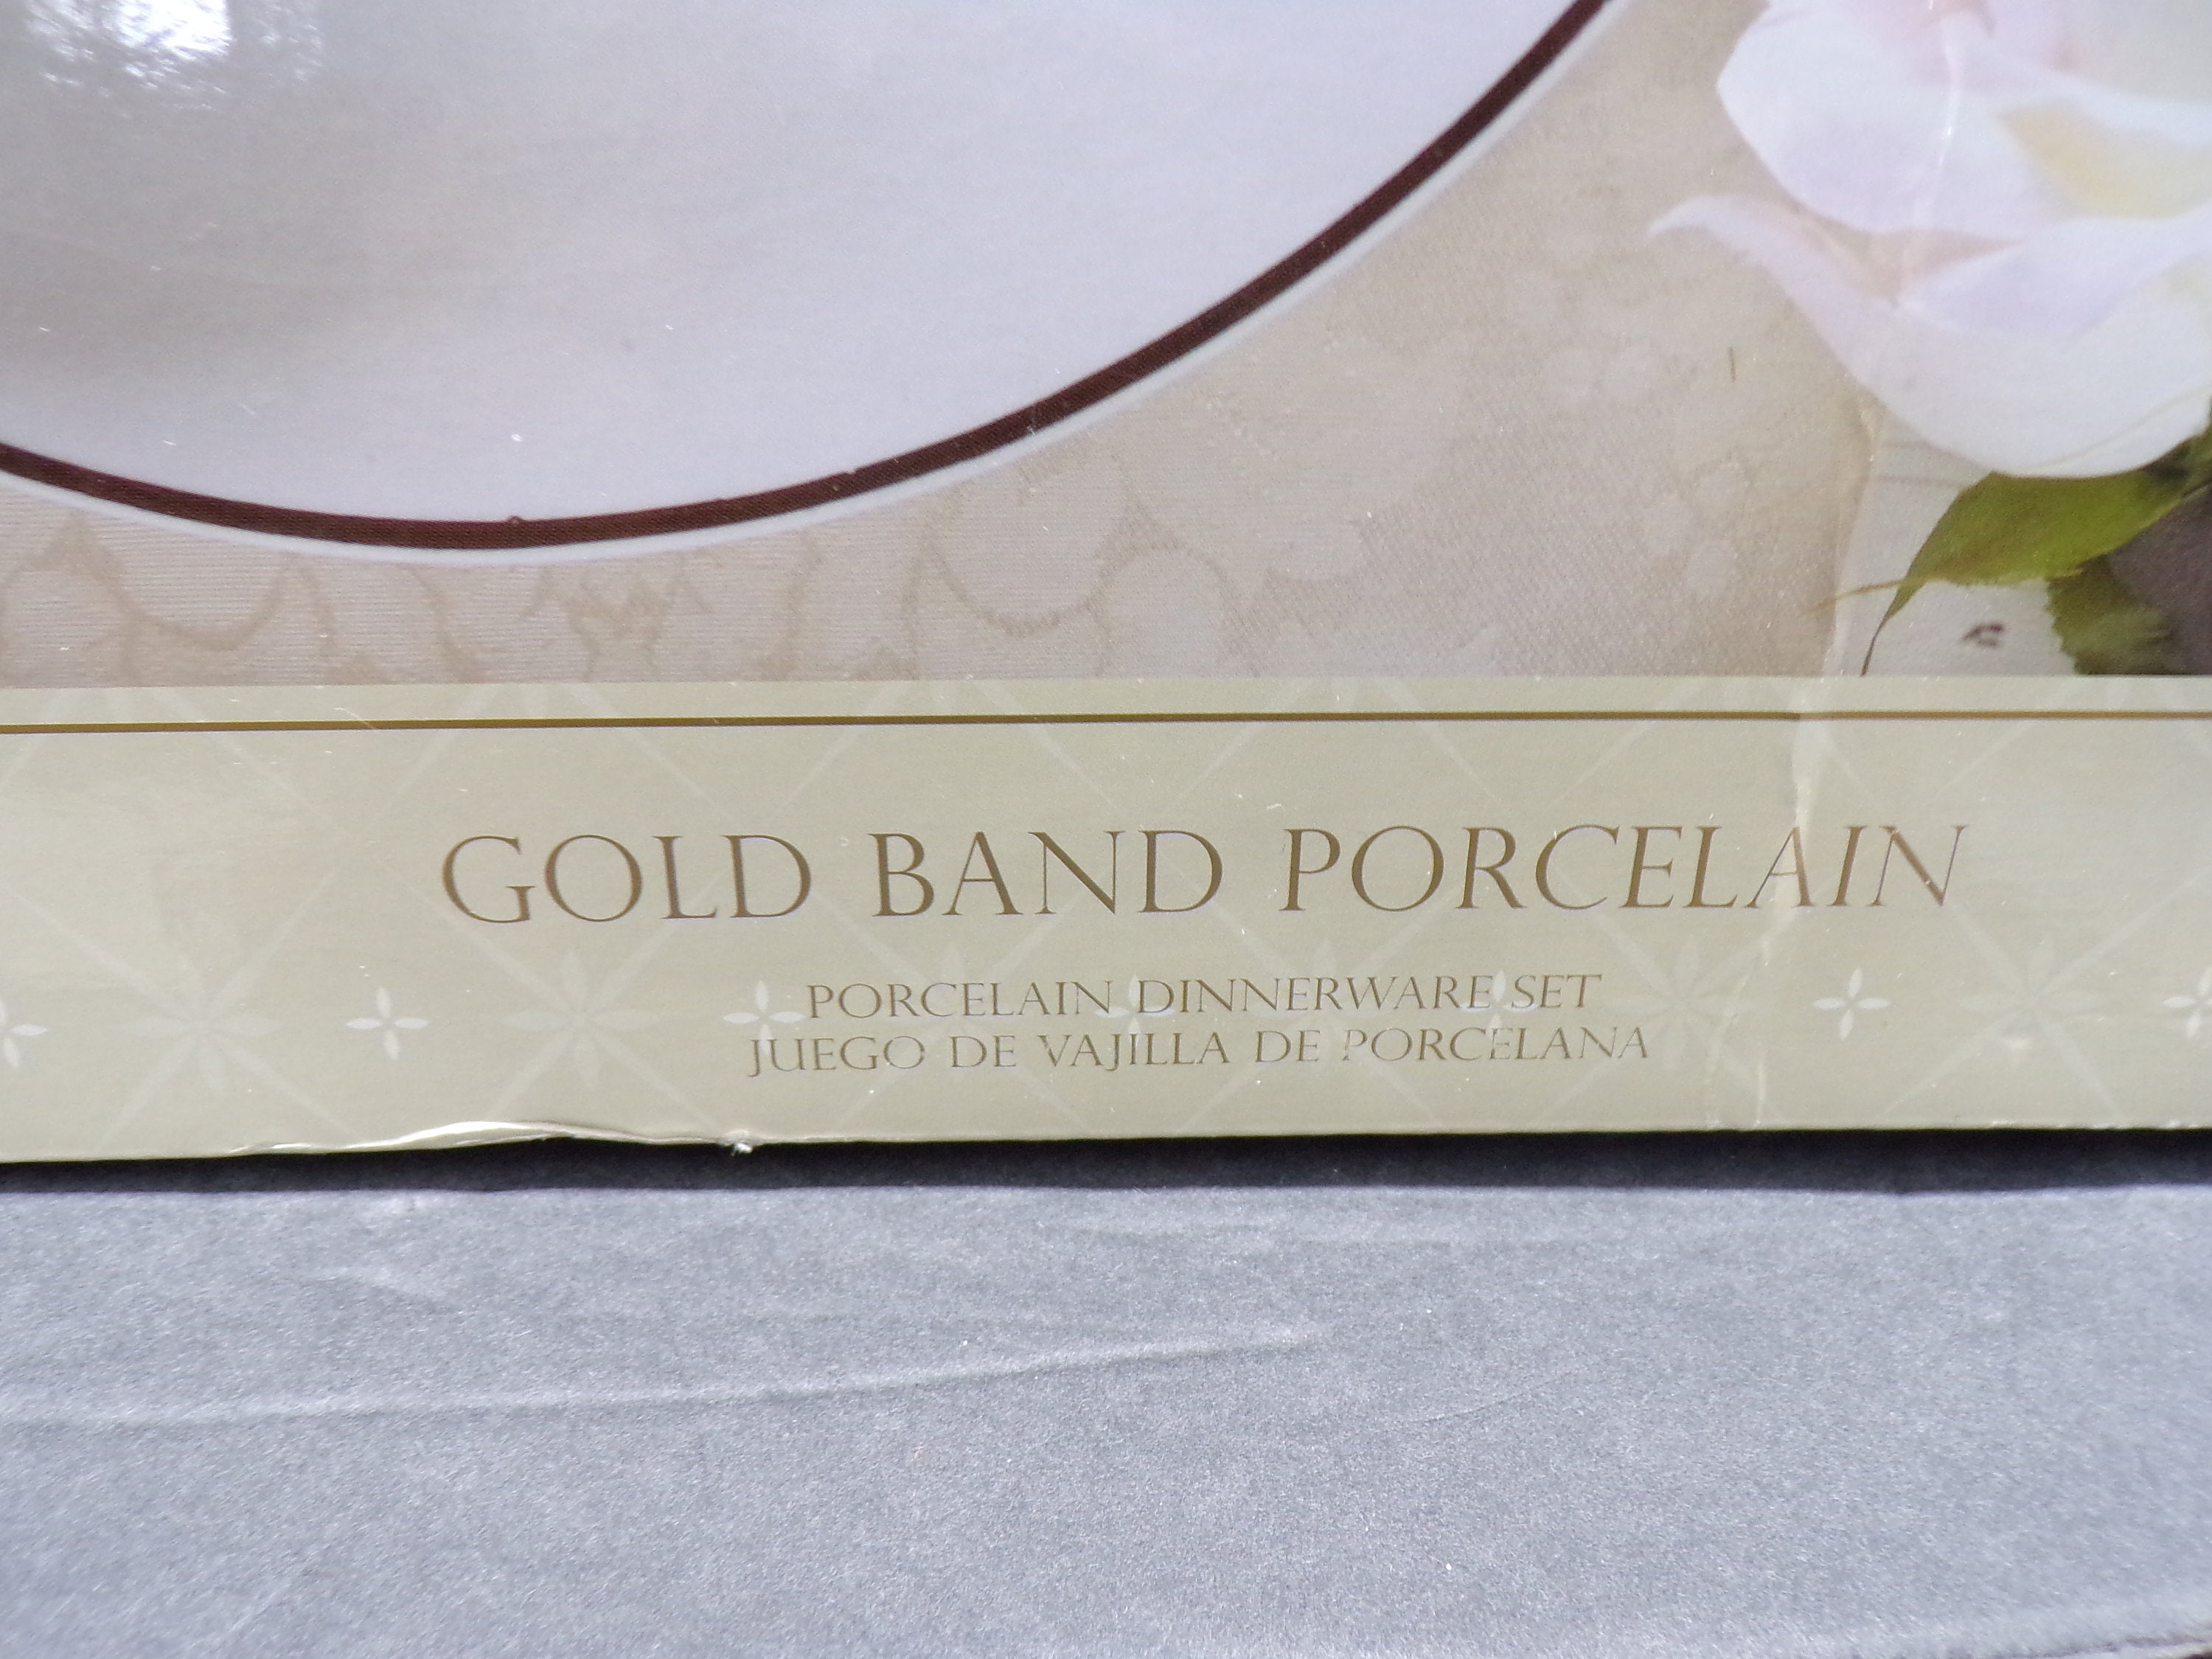 GOLD BAND PORCELAIN
PORCELAIN DINNERWARE SET
JUEGO DE VAJILLA DE PORCELANA